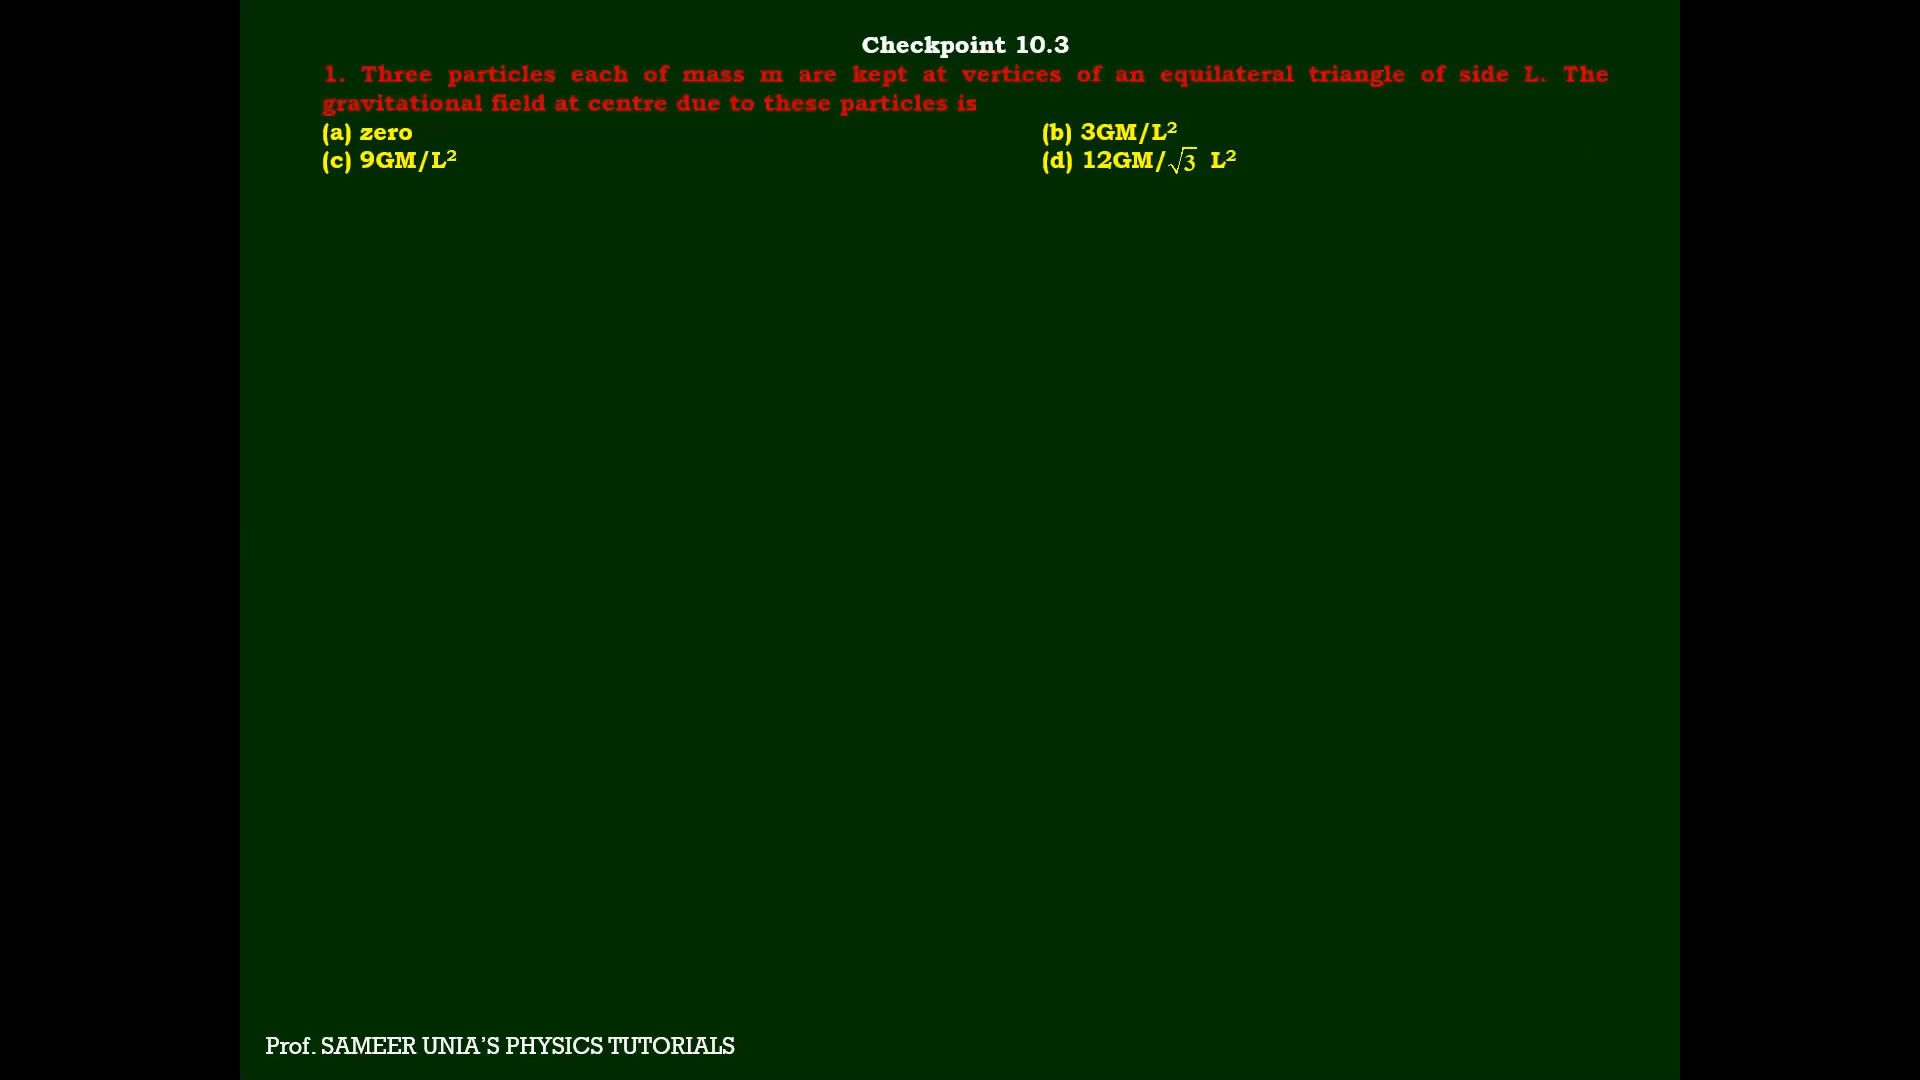 Checkpoint 10.3
1. Three particles each of mass m are kept at vertices of an equilateral triangle of side L. The
gravitational field at centre due to these particles is
(a) zero (b) 3GM/L²
(c) 9GM/L² (d) 12GM/√3 L²
Prof. SAMEER UNIA’S PHYSICS TUTORIALS